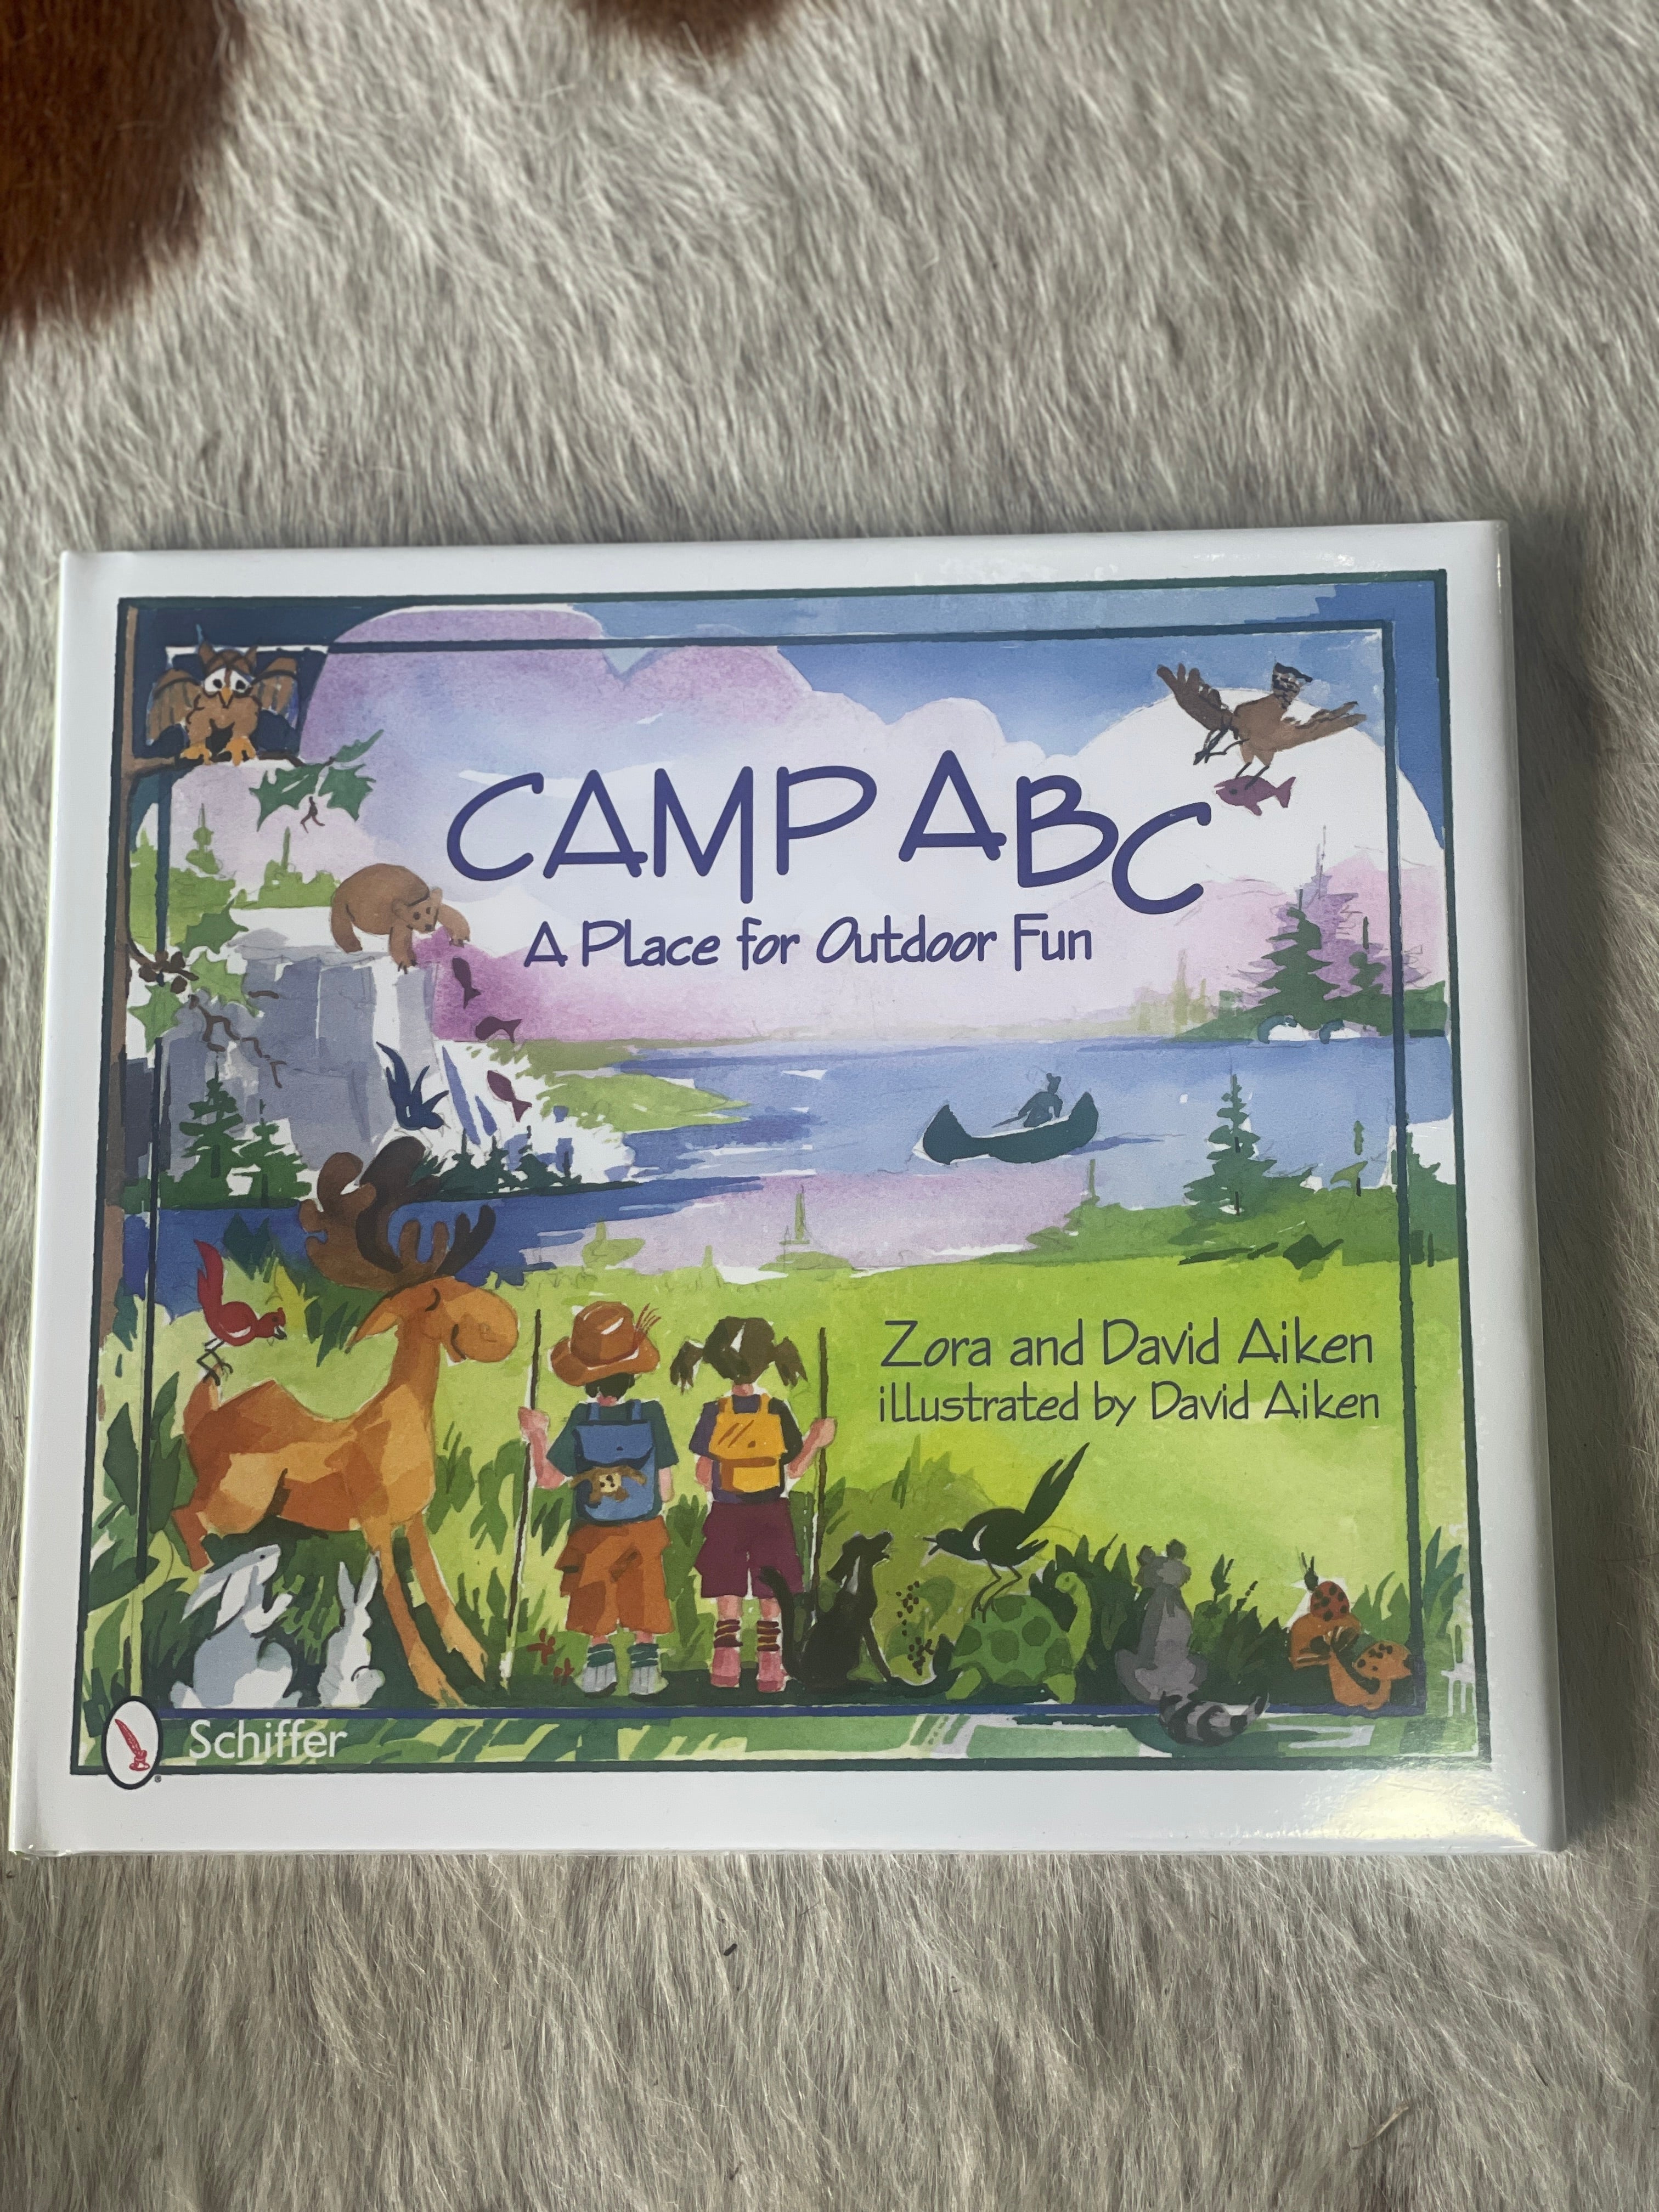 CAMP ABC
A Place for Outdoor Fun
Zora and David Aiken
illustrated by David Aiken
Schiffer
®